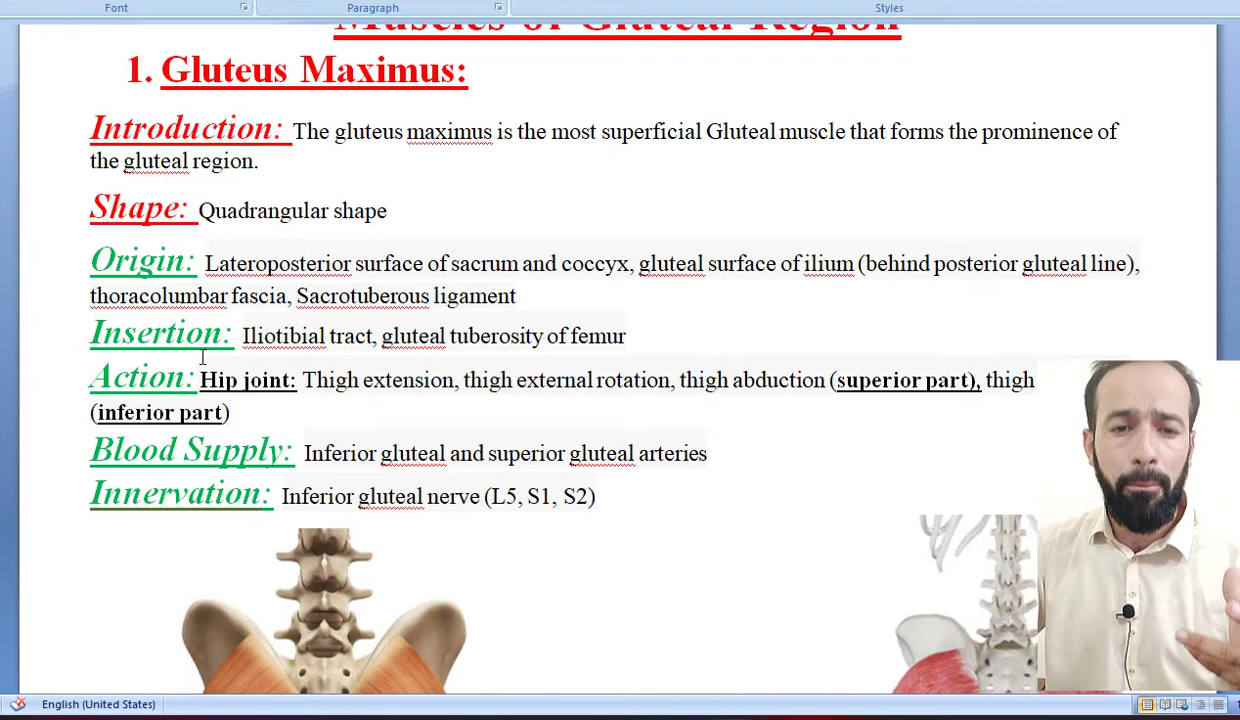 Font Paragraph Styles
Muscles of Gluteal Region
1. Gluteus Maximus:
Introduction: The gluteus maximus is the most superficial Gluteal muscle that forms the prominence of
the gluteal region.
Shape: Quadrangular shape
Origin: Lateroposterior surface of sacrum and coccyx, gluteal surface of ilium (behind posterior gluteal line),
thoracolumbar fascia, Sacrotuberous ligament
Insertion: Iliotibial tract, gluteal tuberosity of femur
Action: Hip joint: Thigh extension, thigh external rotation, thigh abduction (superior part), thigh
(inferior part)
Blood Supply: Inferior gluteal and superior gluteal arteries
Innervation: Inferior gluteal nerve (L5, S1, S2)
English (United States)